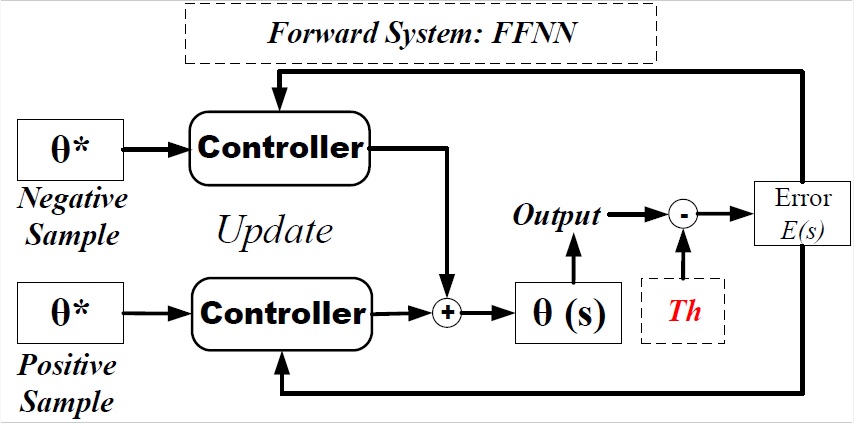 Forward System: FFNN
θ*
Controller
Negative
Sample
Update
Output
-
Error
E(s)
θ*
Controller
+
θ (s)
Th
Positive
Sample